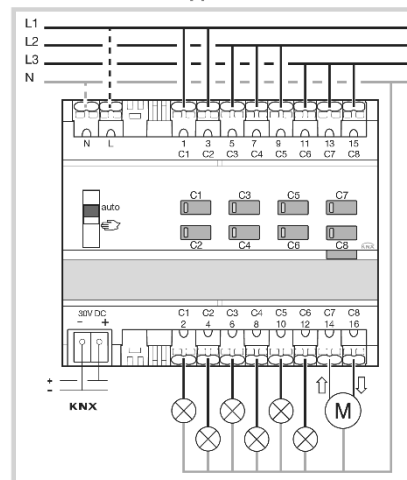 L1
L2
L3
N
N L 1 3 5 7 9 11 13 15
C1 C2 C3 C4 C5 C6 C7 C8
auto
C1 C3 C5 C7
C2 C4 C6 C8
30V DC
- +
C1 C2 C3 C4 C5 C6 C7 C8
2 4 6 8 10 12 14 16
+
-
KNX
M